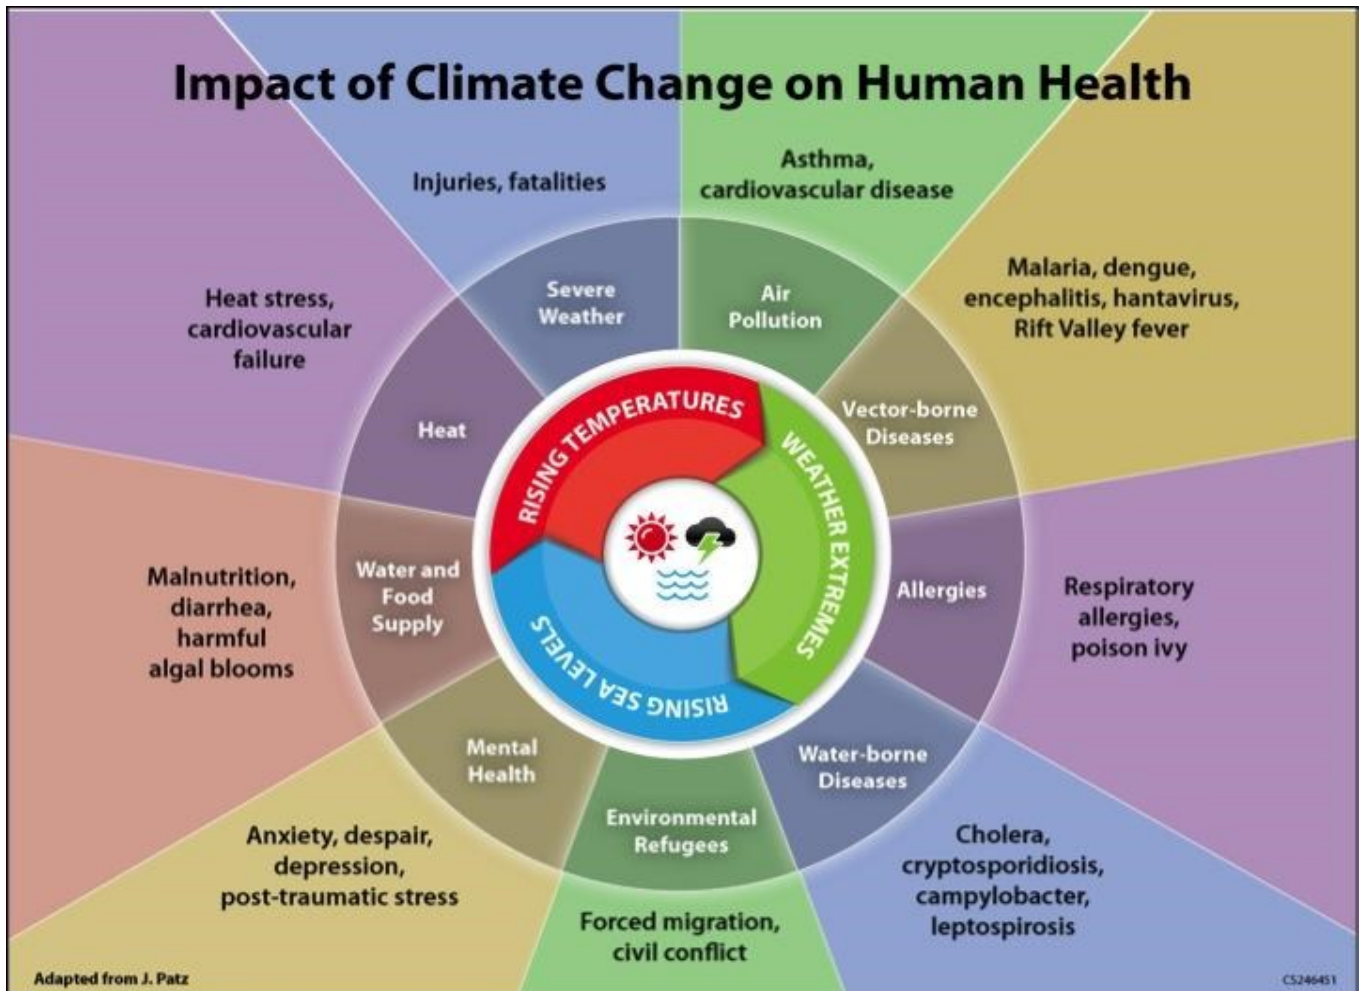 Impact of Climate Change on Human Health
Injuries, fatalities
Asthma,
cardiovascular disease
Heat stress,
cardiovascular
failure
Malaria, dengue,
encephalitis, hantavirus,
Rift Valley fever
Severe
Weather
Air
Pollution
Heat
Vector-borne
Diseases
RISING TEMPERATURES
WEATHER EXTREMES
RISING SEA LEVELS
Water and
Food
Supply
Allergies
Malnutrition,
diarrhea,
harmful
algal blooms
Respiratory
allergies,
poison ivy
Mental
Health
Environmental
Refugees
Water-borne
Diseases
Anxiety, despair,
depression,
post-traumatic stress
Forced migration,
civil conflict
Cholera,
cryptosporidiosis,
campylobacter,
leptospirosis
Adapted from J. Patz
CS246451